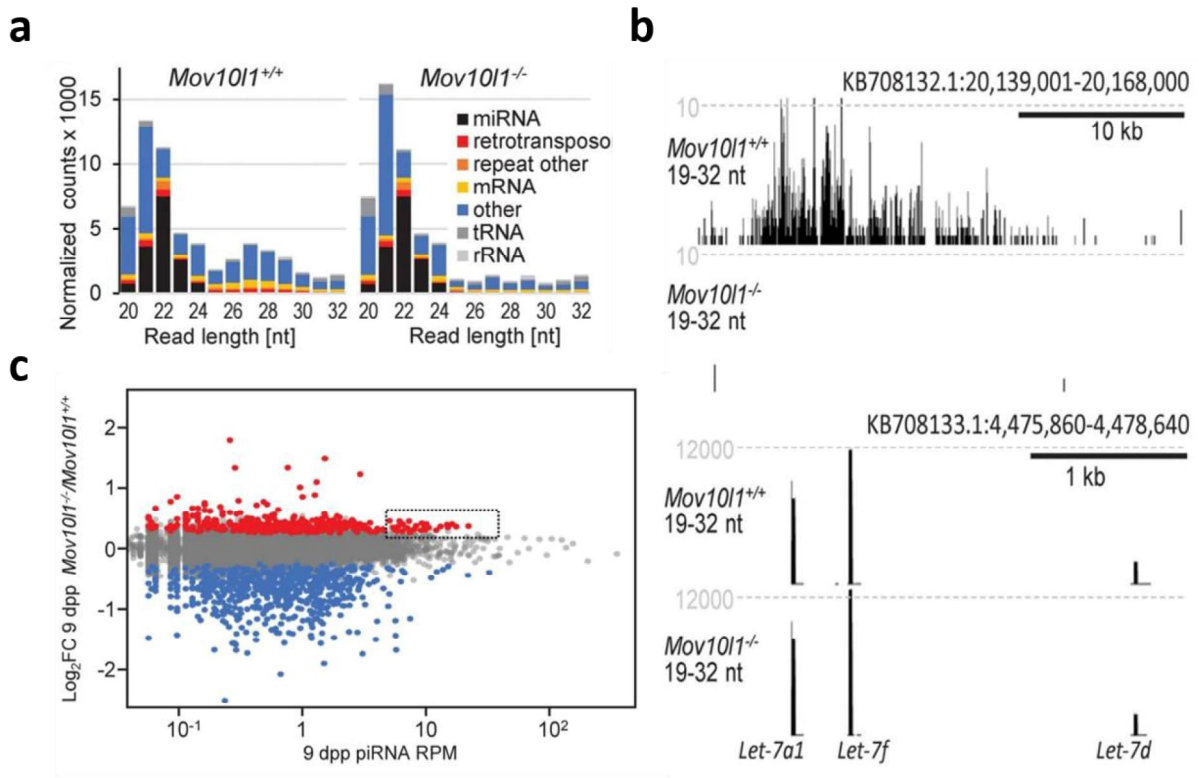 a
Mov10l1+/+
Mov10l1-/-
Normalized counts x 1000
15
10
5
0
miRNA
retrotranspos
repeat other
mRNA
other
tRNA
rRNA
20 22 24 26 28 30 32
20 22 24 26 28 30 32
Read length [nt]
Read length [nt]
b
KB708132.1:20,139,001-20,168,000
10
10 kb
Mov10l1+/+
19-32 nt
10
Mov10l1-/-
19-32 nt
KB708133.1:4,475,860-4,478,640
12000
1 kb
Mov10l1+/+
19-32 nt
12000
Mov10l1-/-
19-32 nt
Let-7a1 Let-7f Let-7d
c
Log2FC 9 dpp Mov10l1-/-/Mov10l1+/+
2
1
0
-1
-2
10-1 1 10 102
9 dpp piRNA RPM